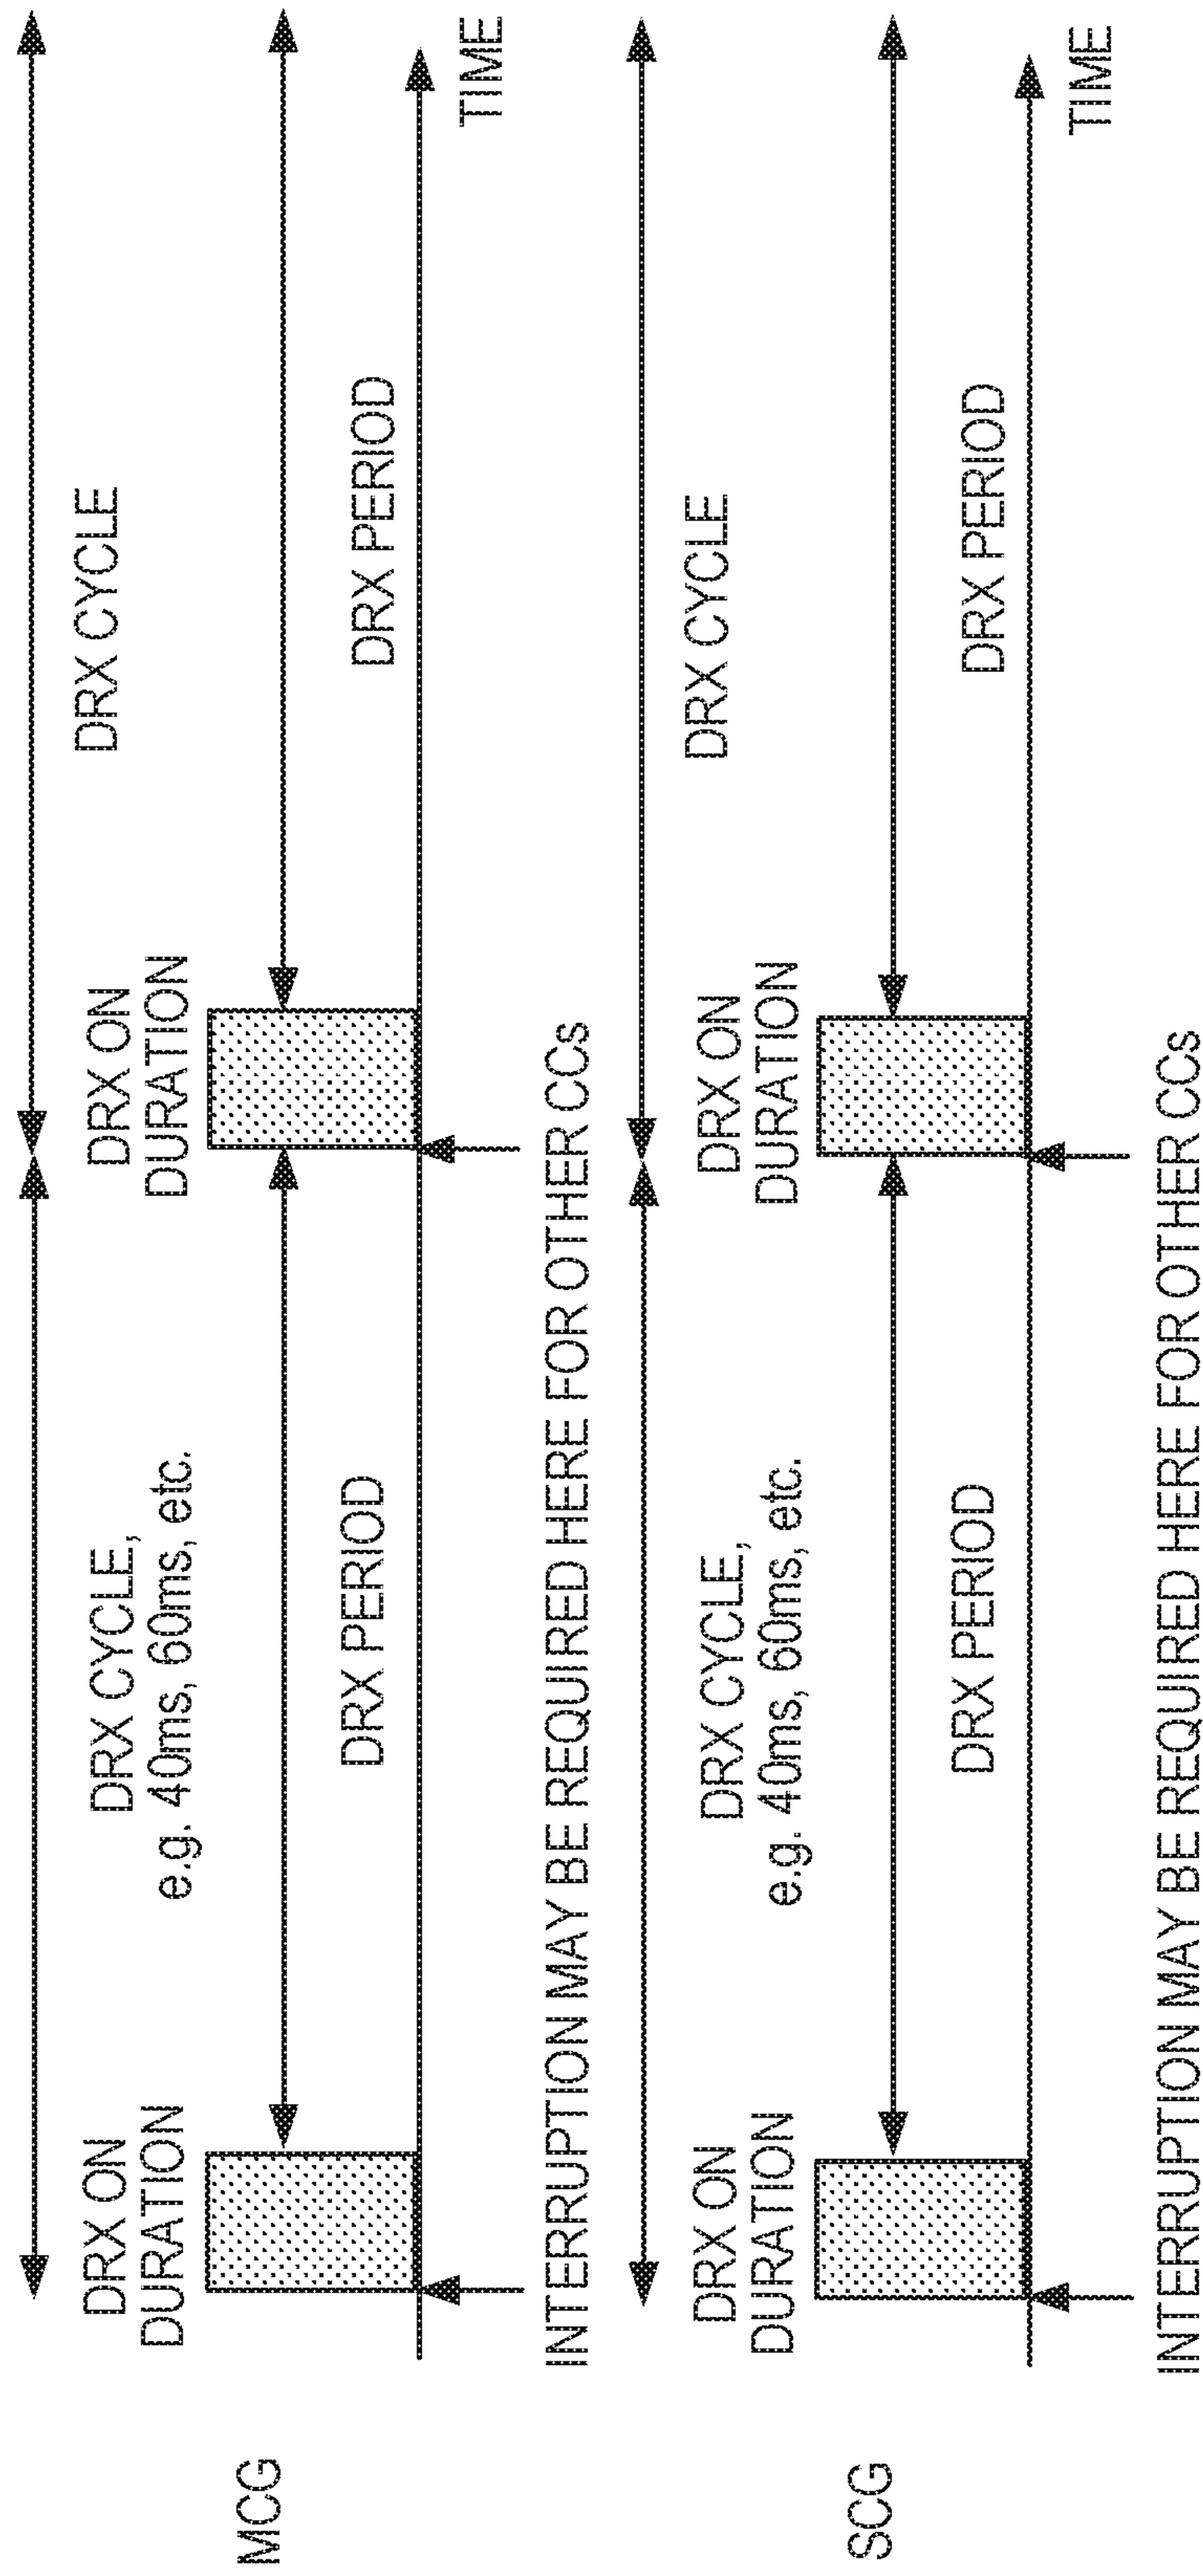 MCG
DRX CYCLE,
e.g. 40ms, 60ms, etc.
DRX CYCLE
DRX ON
DURATION
DRX ON
DURATION
DRX PERIOD
DRX PERIOD
TIME
INTERRUPTION MAY BE REQUIRED HERE FOR OTHER CCs
SCG
DRX CYCLE,
e.g. 40ms, 60ms, etc.
DRX CYCLE
DRX ON
DURATION
DRX ON
DURATION
DRX PERIOD
DRX PERIOD
TIME
INTERRUPTION MAY BE REQUIRED HERE FOR OTHER CCs